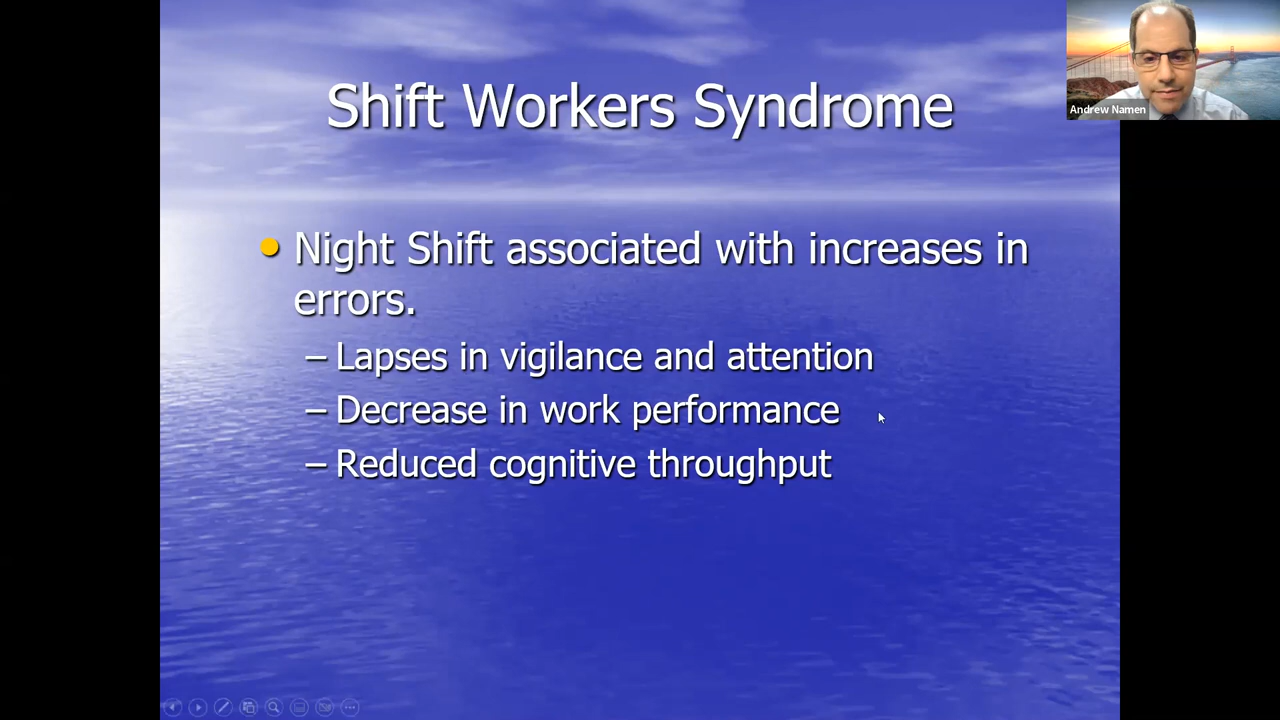 Shift Workers Syndrome
Andrew Namen
Night Shift associated with increases in
errors.
– Lapses in vigilance and attention
– Decrease in work performance
– Reduced cognitive throughput